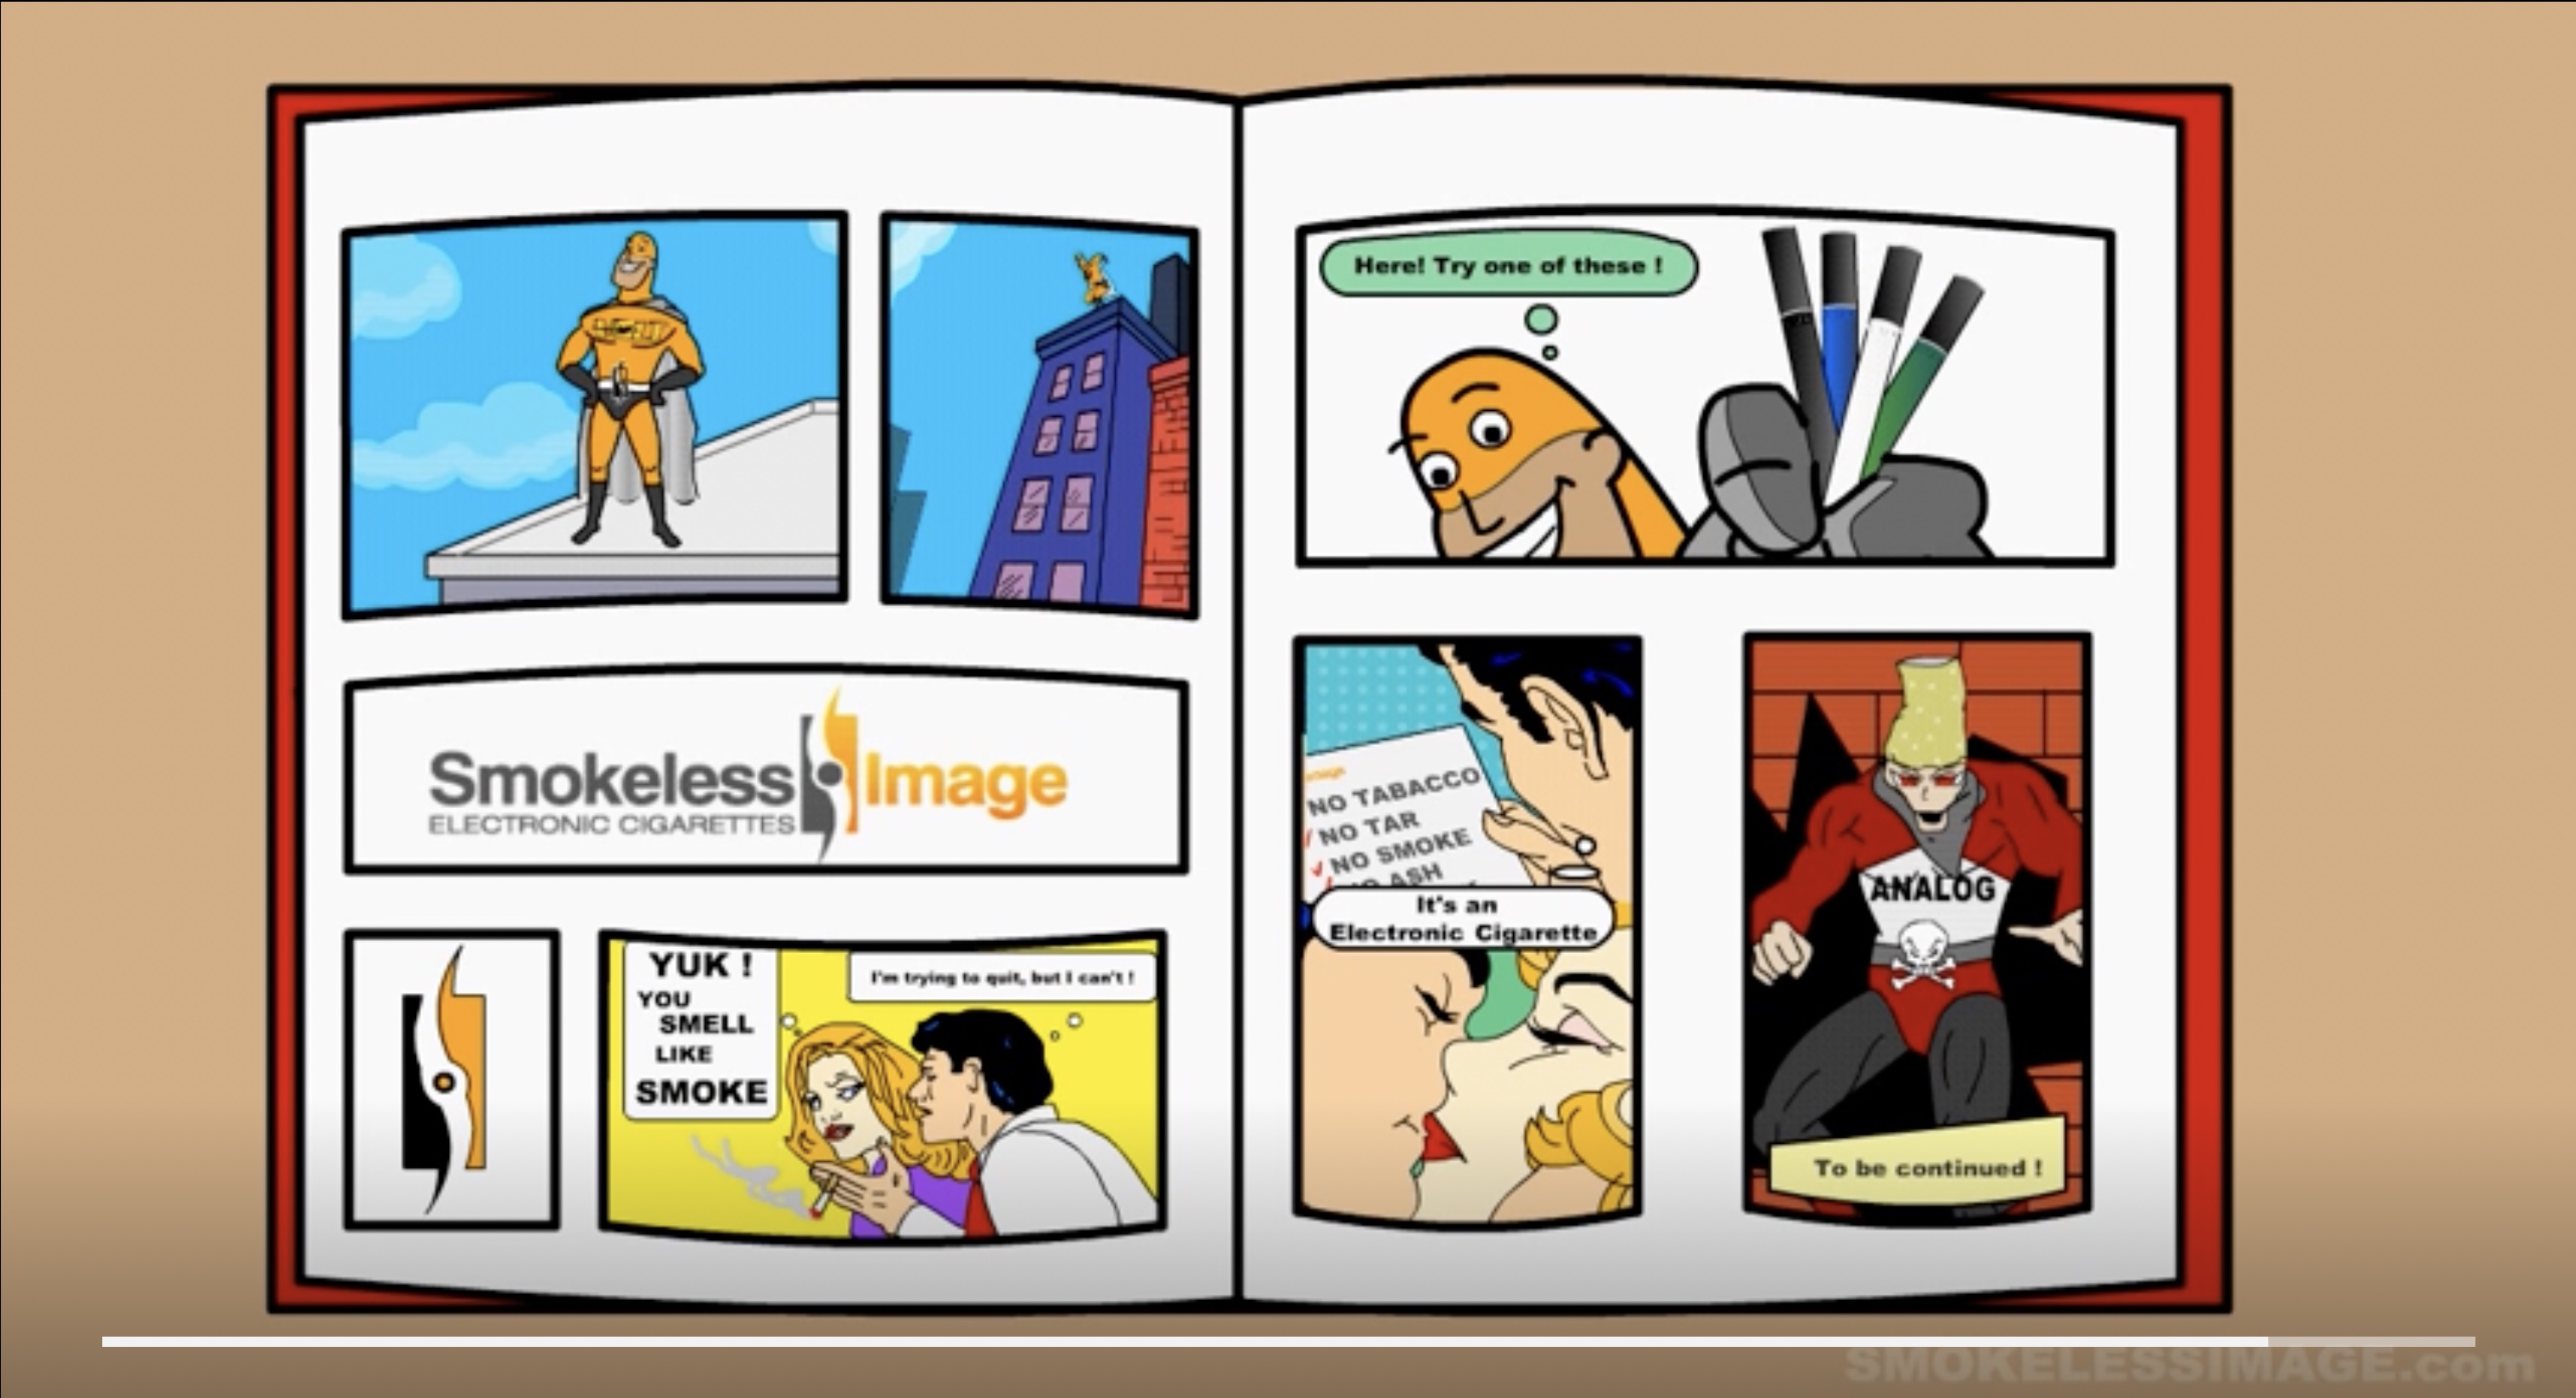 Smokeless Image
ELECTRONIC CIGARETTES
YUK !
YOU
SMELL
LIKE
SMOKE
I'm trying to quit, but I can't !
Here! Try one of these !
NO TABACCO
NO TAR
NO SMOKE
ASH
It's an
Electronic Cigarette
ANALOG
To be continued !
SMOKELESSIMAGE.com